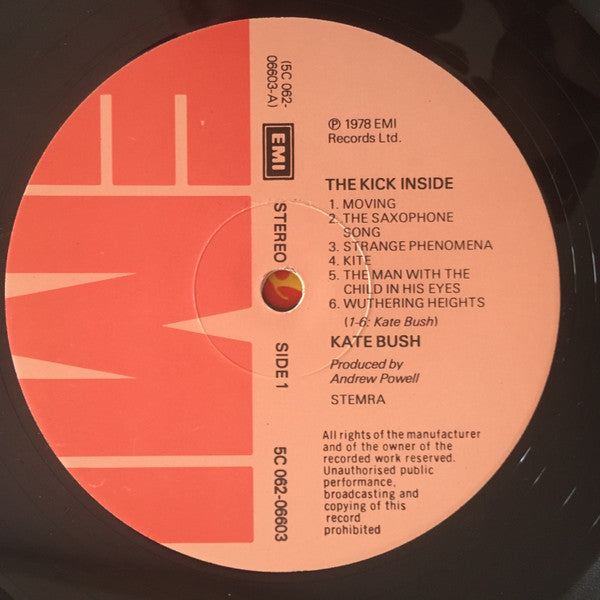 (5C 062-
06603-A)
EMI
STEREO
SIDE 1
5C 062-06603
EMI
℗ 1978 EMI
Records Ltd.
THE KICK INSIDE
1. MOVING
2. THE SAXOPHONE
SONG
3. STRANGE PHENOMENA
4. KITE
5. THE MAN WITH THE
CHILD IN HIS EYES
6. WUTHERING HEIGHTS
(1-6: Kate Bush)
KATE BUSH
Produced by
Andrew Powell
STEMRA
All rights of the manufacturer
and of the owner of the
recorded work reserved.
Unauthorised public
performance,
broadcasting and
copying of this
record
prohibited